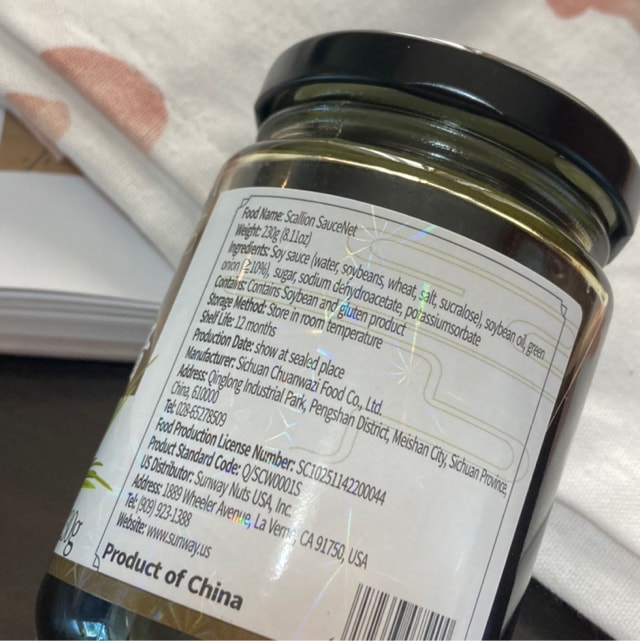 Food Name: Scallion SauceNet
Weight: 230g (8.11oz)
Ingredients: Soy sauce (water, soybeans, wheat, salt, sucralose), soybean oil, green
onion (≥10%), sugar, sodium dehydroacetate, potassiumsorbate
Contains: Contains Soybean and gluten product
Storage Method: Store in room temperature
Shelf Life: 12 months
Production Date: show at sealed place
Manufacturer: Sichuan Chuanwazi Food Co., Ltd.
Address: Qinglong Industrial Park, Pengshan District, Meishan City, Sichuan Province,
China, 610000
Tel: 028-65278509
Food Production License Number: SC10251142200044
Product Standard Code: Q/SCW0001S
US Distributor: Sunway Nuts USA, Inc.
Address: 1889 Wheeler Avenue, La Verne, CA 91750, USA
Tel: (909) 923-1388
Website: www.sunway.us
Product of China